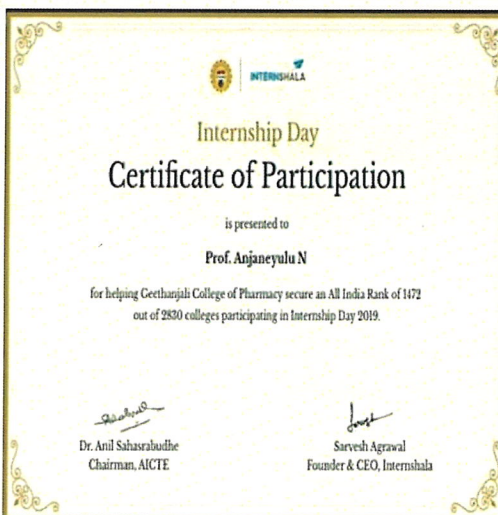 INTERNSHALA
Internship Day
Certificate of Participation
is presented to
Prof. Anjaneyulu N
for helping Geethanjali College of Pharmacy secure an All India Rank of 1472
out of 2830 colleges participating in Internship Day 2019.
Dr. Anil Sahasrabudhe
Chairman, AICTE
Sarvesh Agrawal
Founder & CEO, Internshala